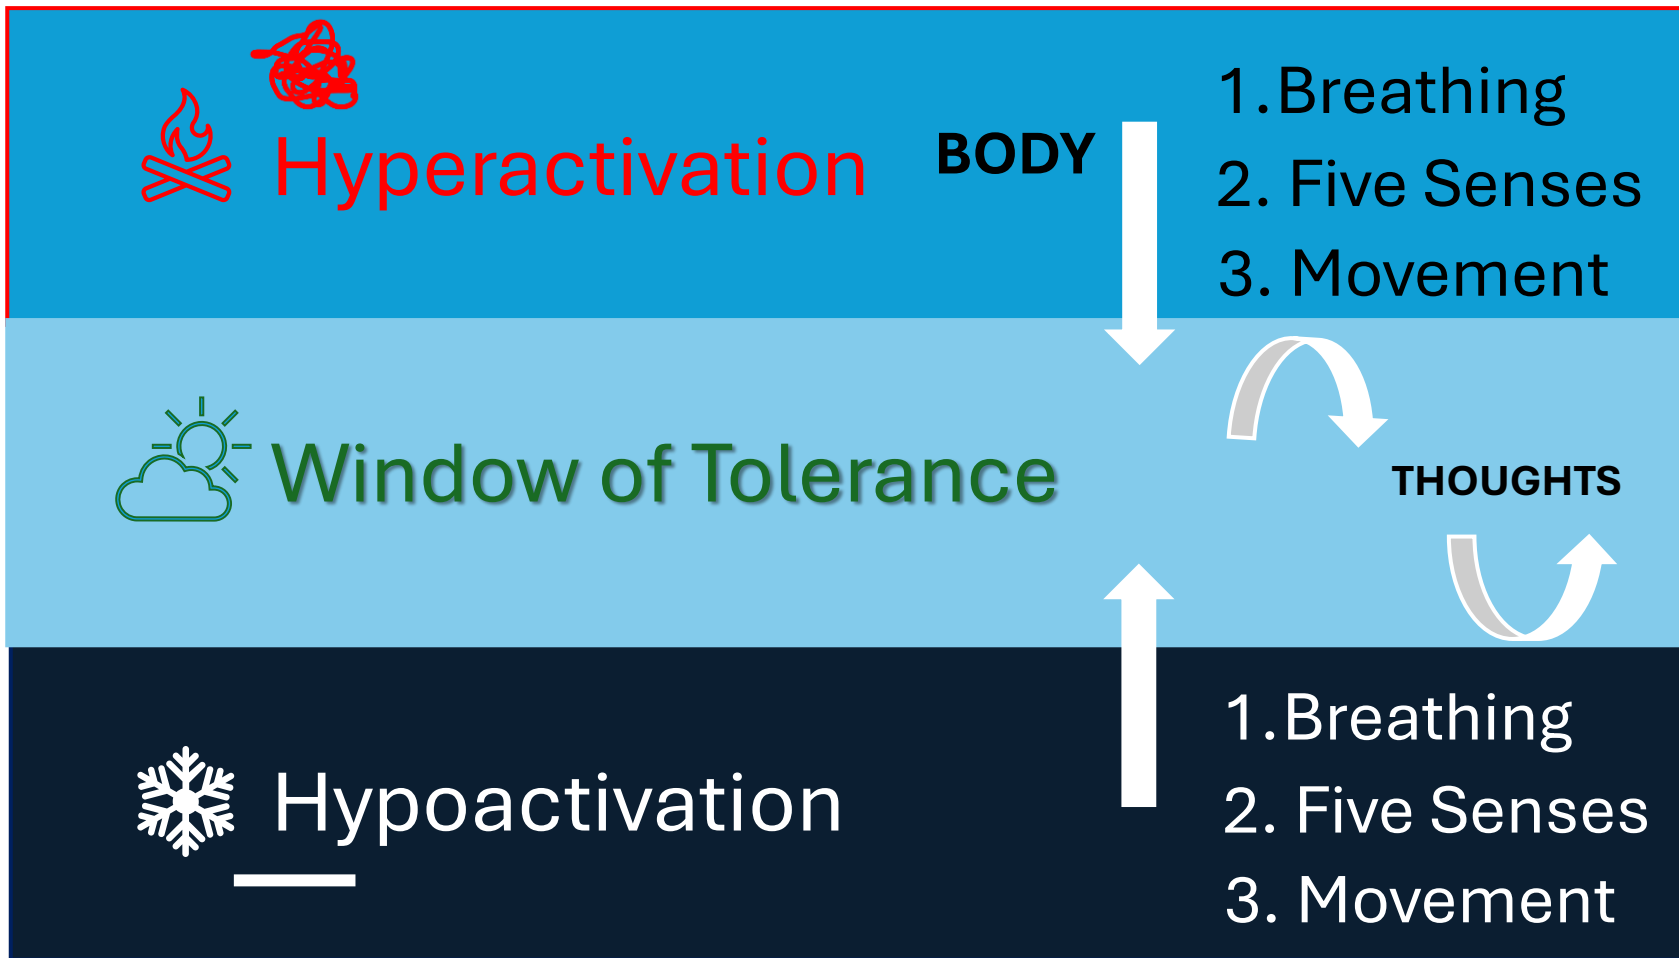 Hyperactivation
BODY
1.Breathing
2. Five Senses
3. Movement
Window of Tolerance
THOUGHTS
Hypoactivation
1.Breathing
2. Five Senses
3. Movement